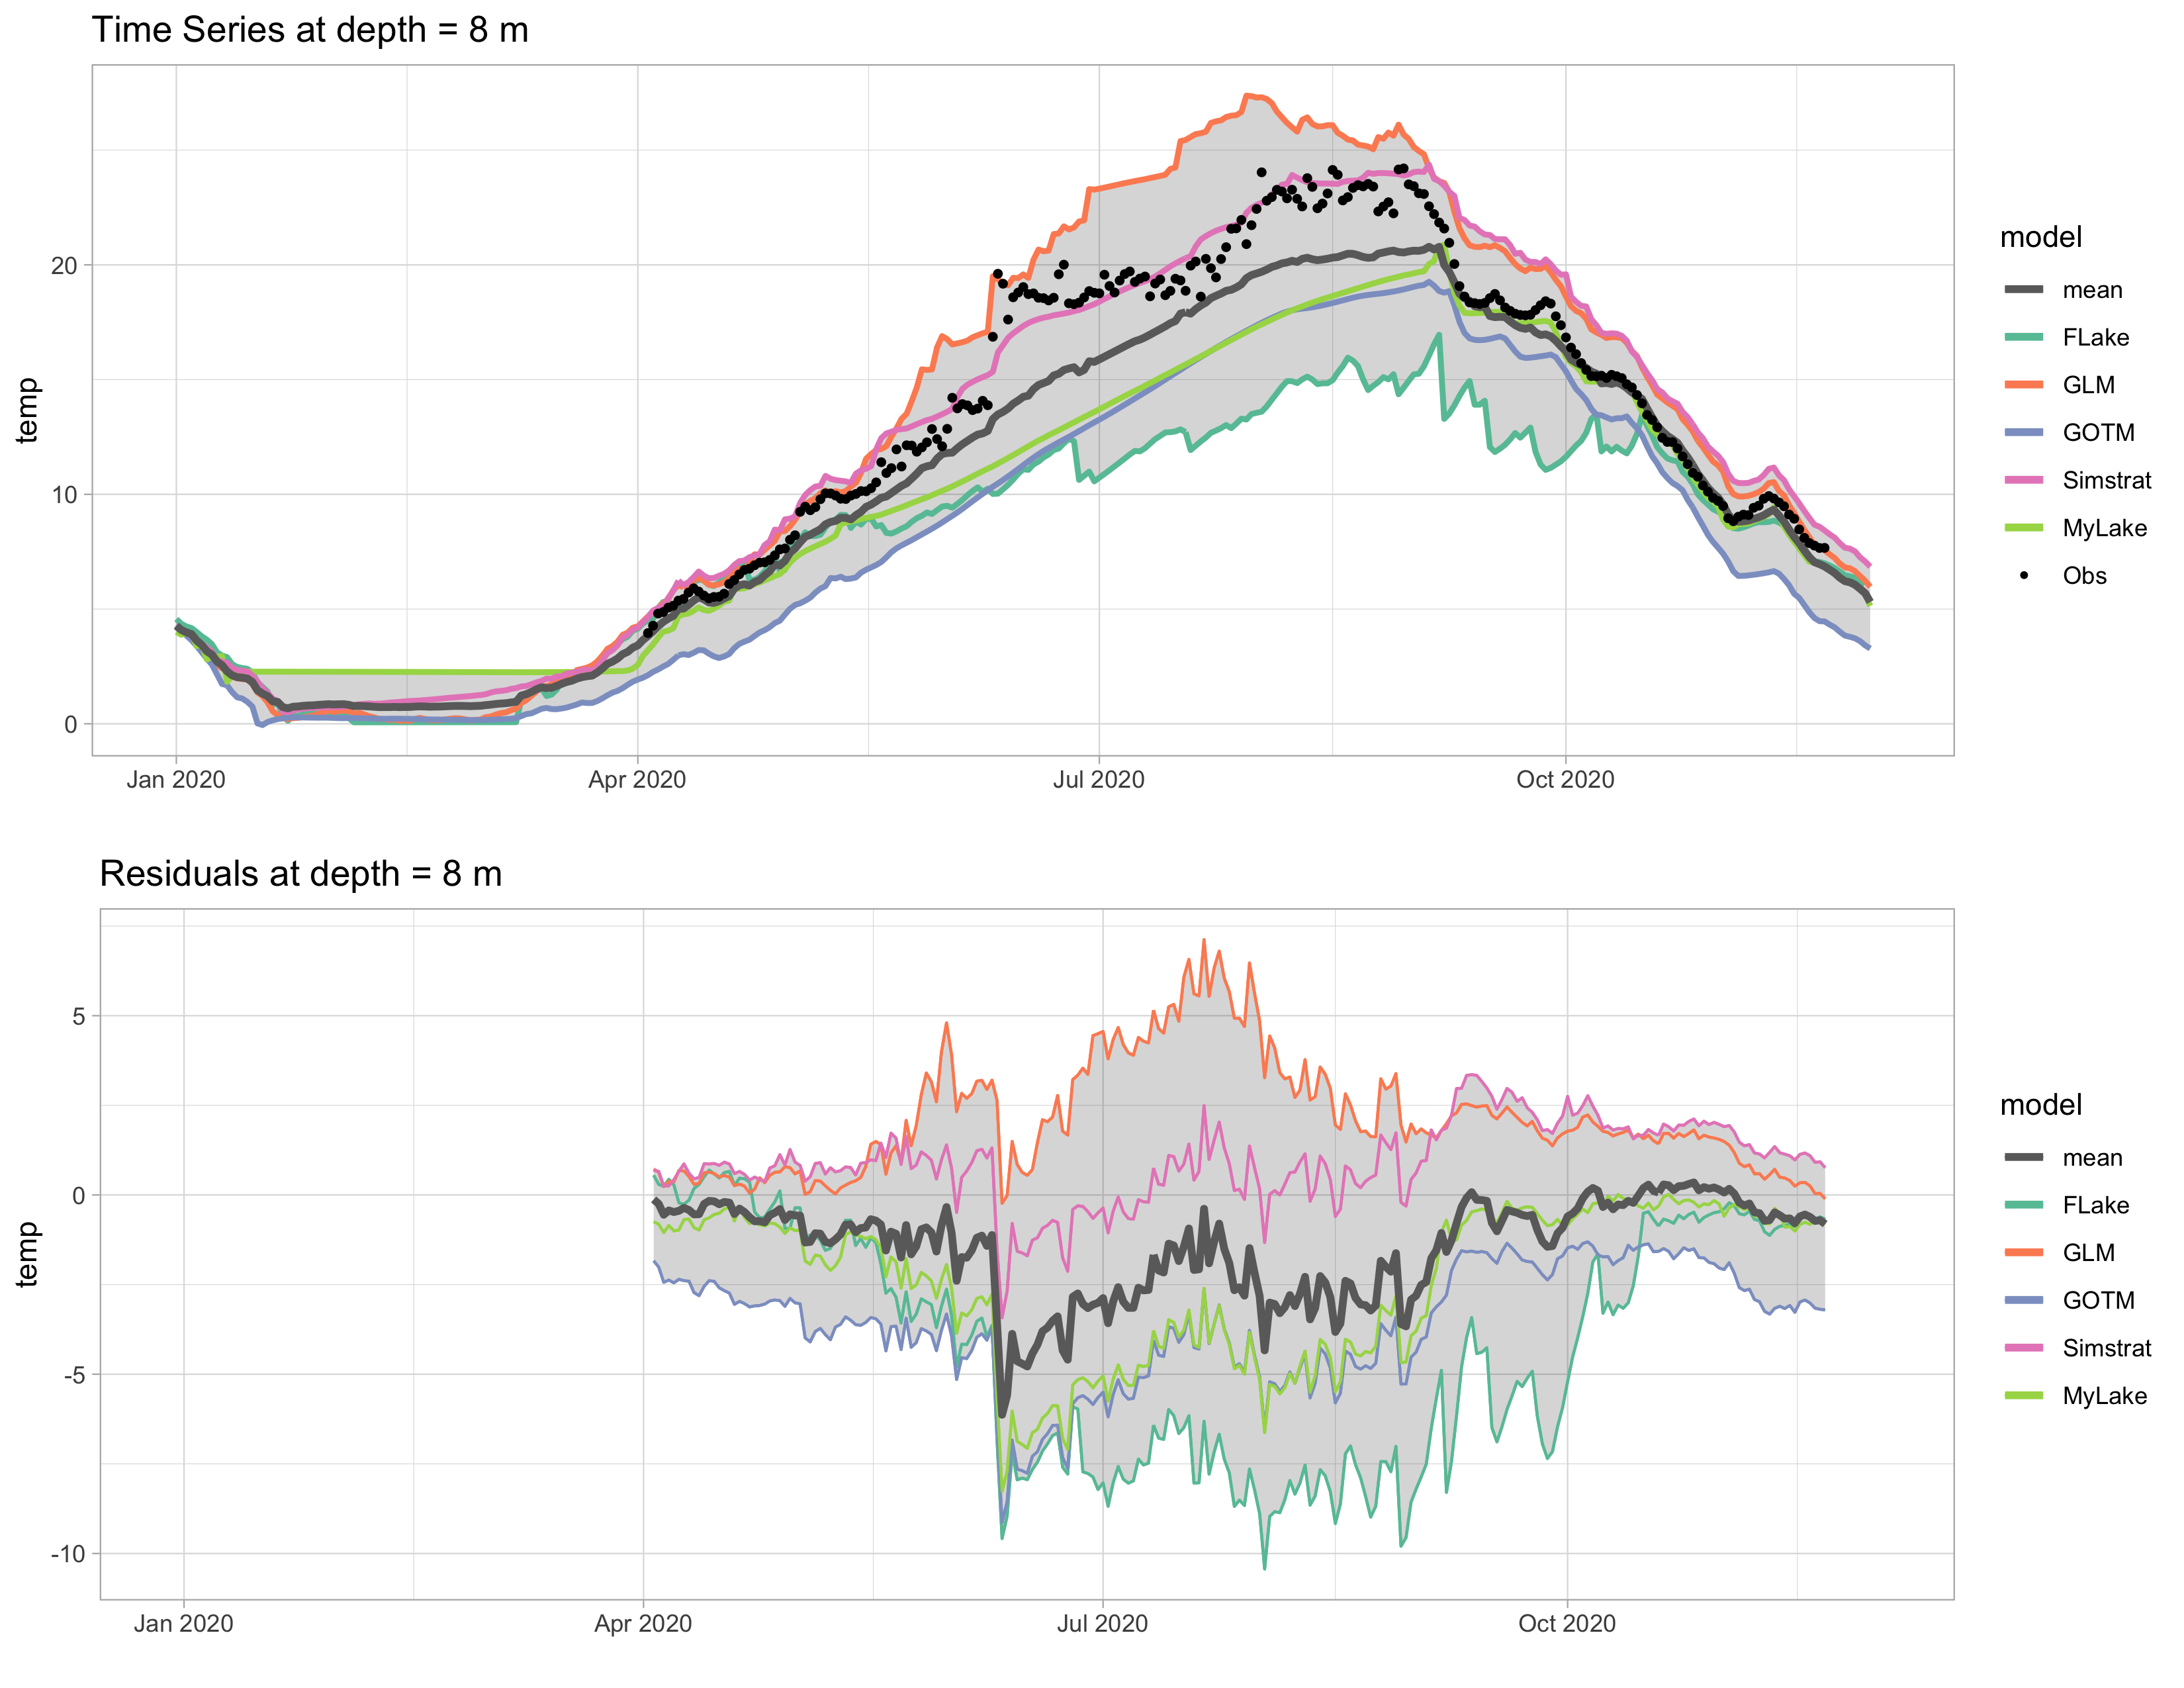 Time Series at depth = 8 m
temp
20
10
0
Jan 2020
Apr 2020
Jul 2020
Oct 2020
model
mean
FLake
GLM
GOTM
Simstrat
MyLake
Obs
Residuals at depth = 8 m
temp
5
0
-5
-10
Jan 2020
Apr 2020
Jul 2020
Oct 2020
model
mean
FLake
GLM
GOTM
Simstrat
MyLake